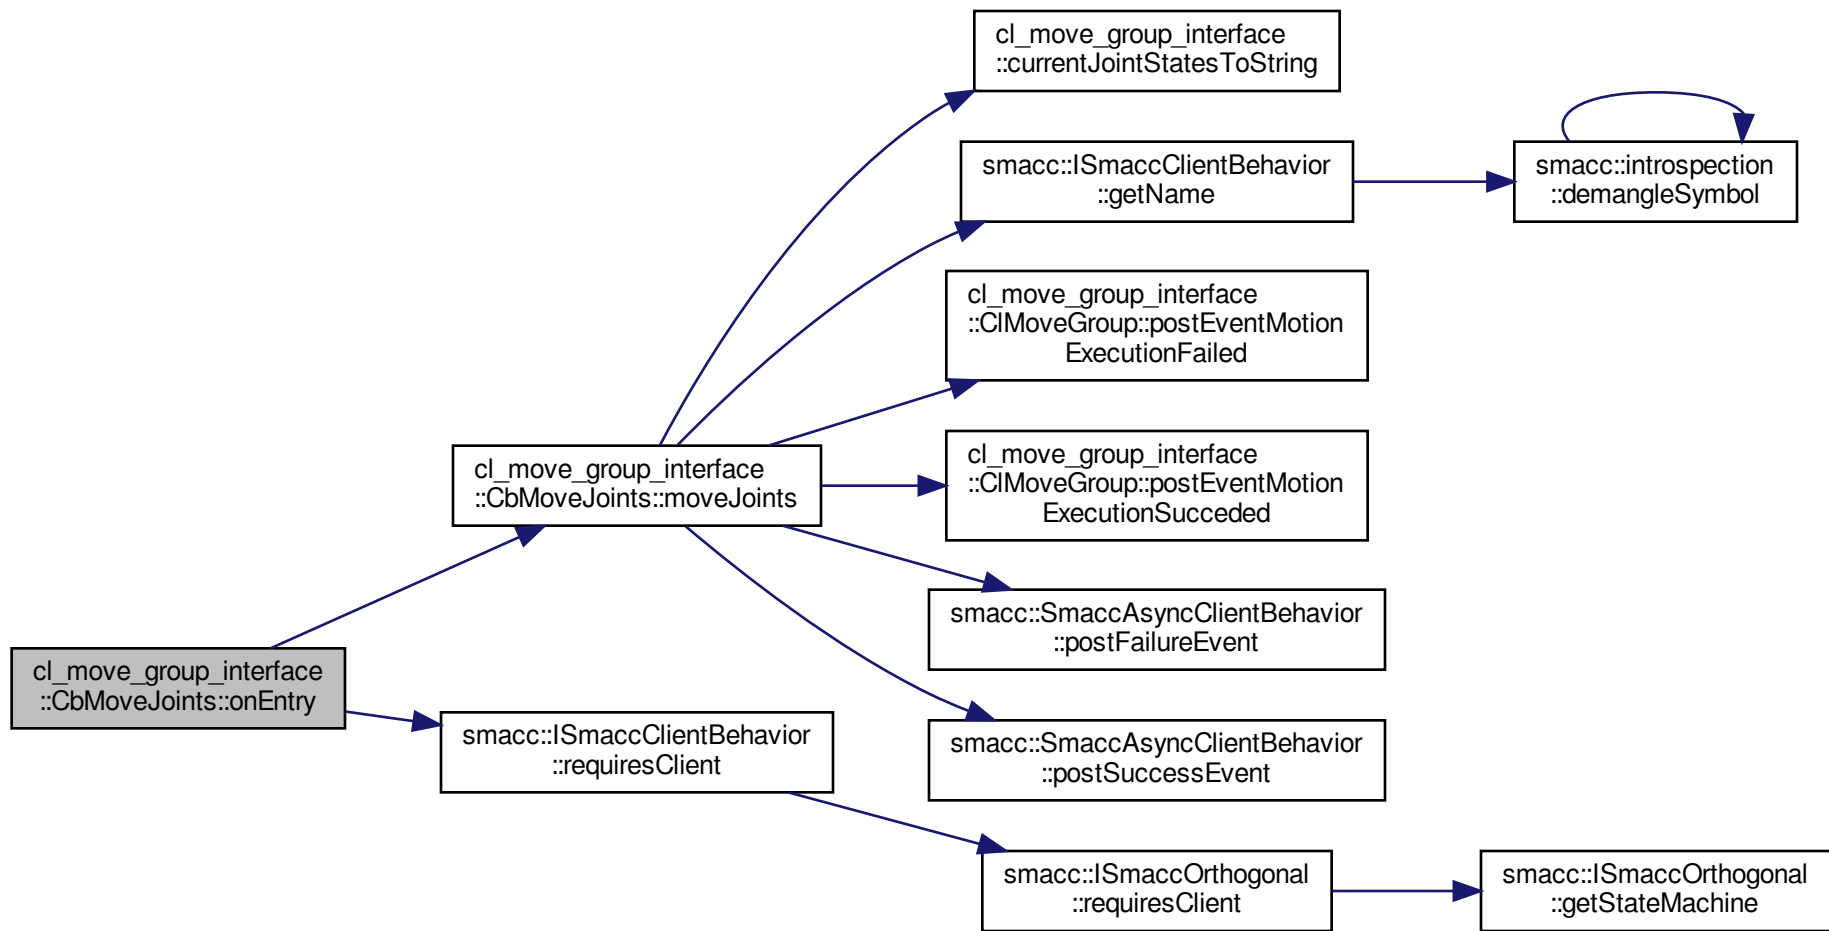 cl_move_group_interface
::currentJointStatesToString
smacc::ISmaccClientBehavior
::getName
smacc::introspection
::demangleSymbol
cl_move_group_interface
::ClMoveGroup::postEventMotion
ExecutionFailed
cl_move_group_interface
::CbMoveJoints::moveJoints
cl_move_group_interface
::ClMoveGroup::postEventMotion
ExecutionSucceded
smacc::SmaccAsyncClientBehavior
::postFailureEvent
cl_move_group_interface
::CbMoveJoints::onEntry
smacc::ISmaccClientBehavior
::requiresClient
smacc::SmaccAsyncClientBehavior
::postSuccessEvent
smacc::ISmaccOrthogonal
::requiresClient
smacc::ISmaccOrthogonal
::getStateMachine